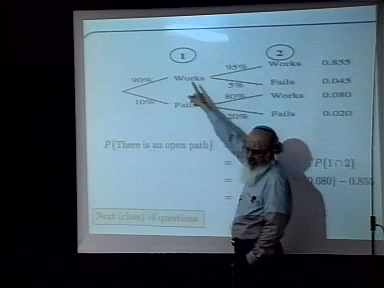 1 2
95% Works 0.855
90% Works
5% Fails 0.045
10% Fails 80% Works 0.080
20% Fails 0.020
P{There is an open path}
= P{1∩2}
= 0.080) − 0.855
=
Next (class) of questions